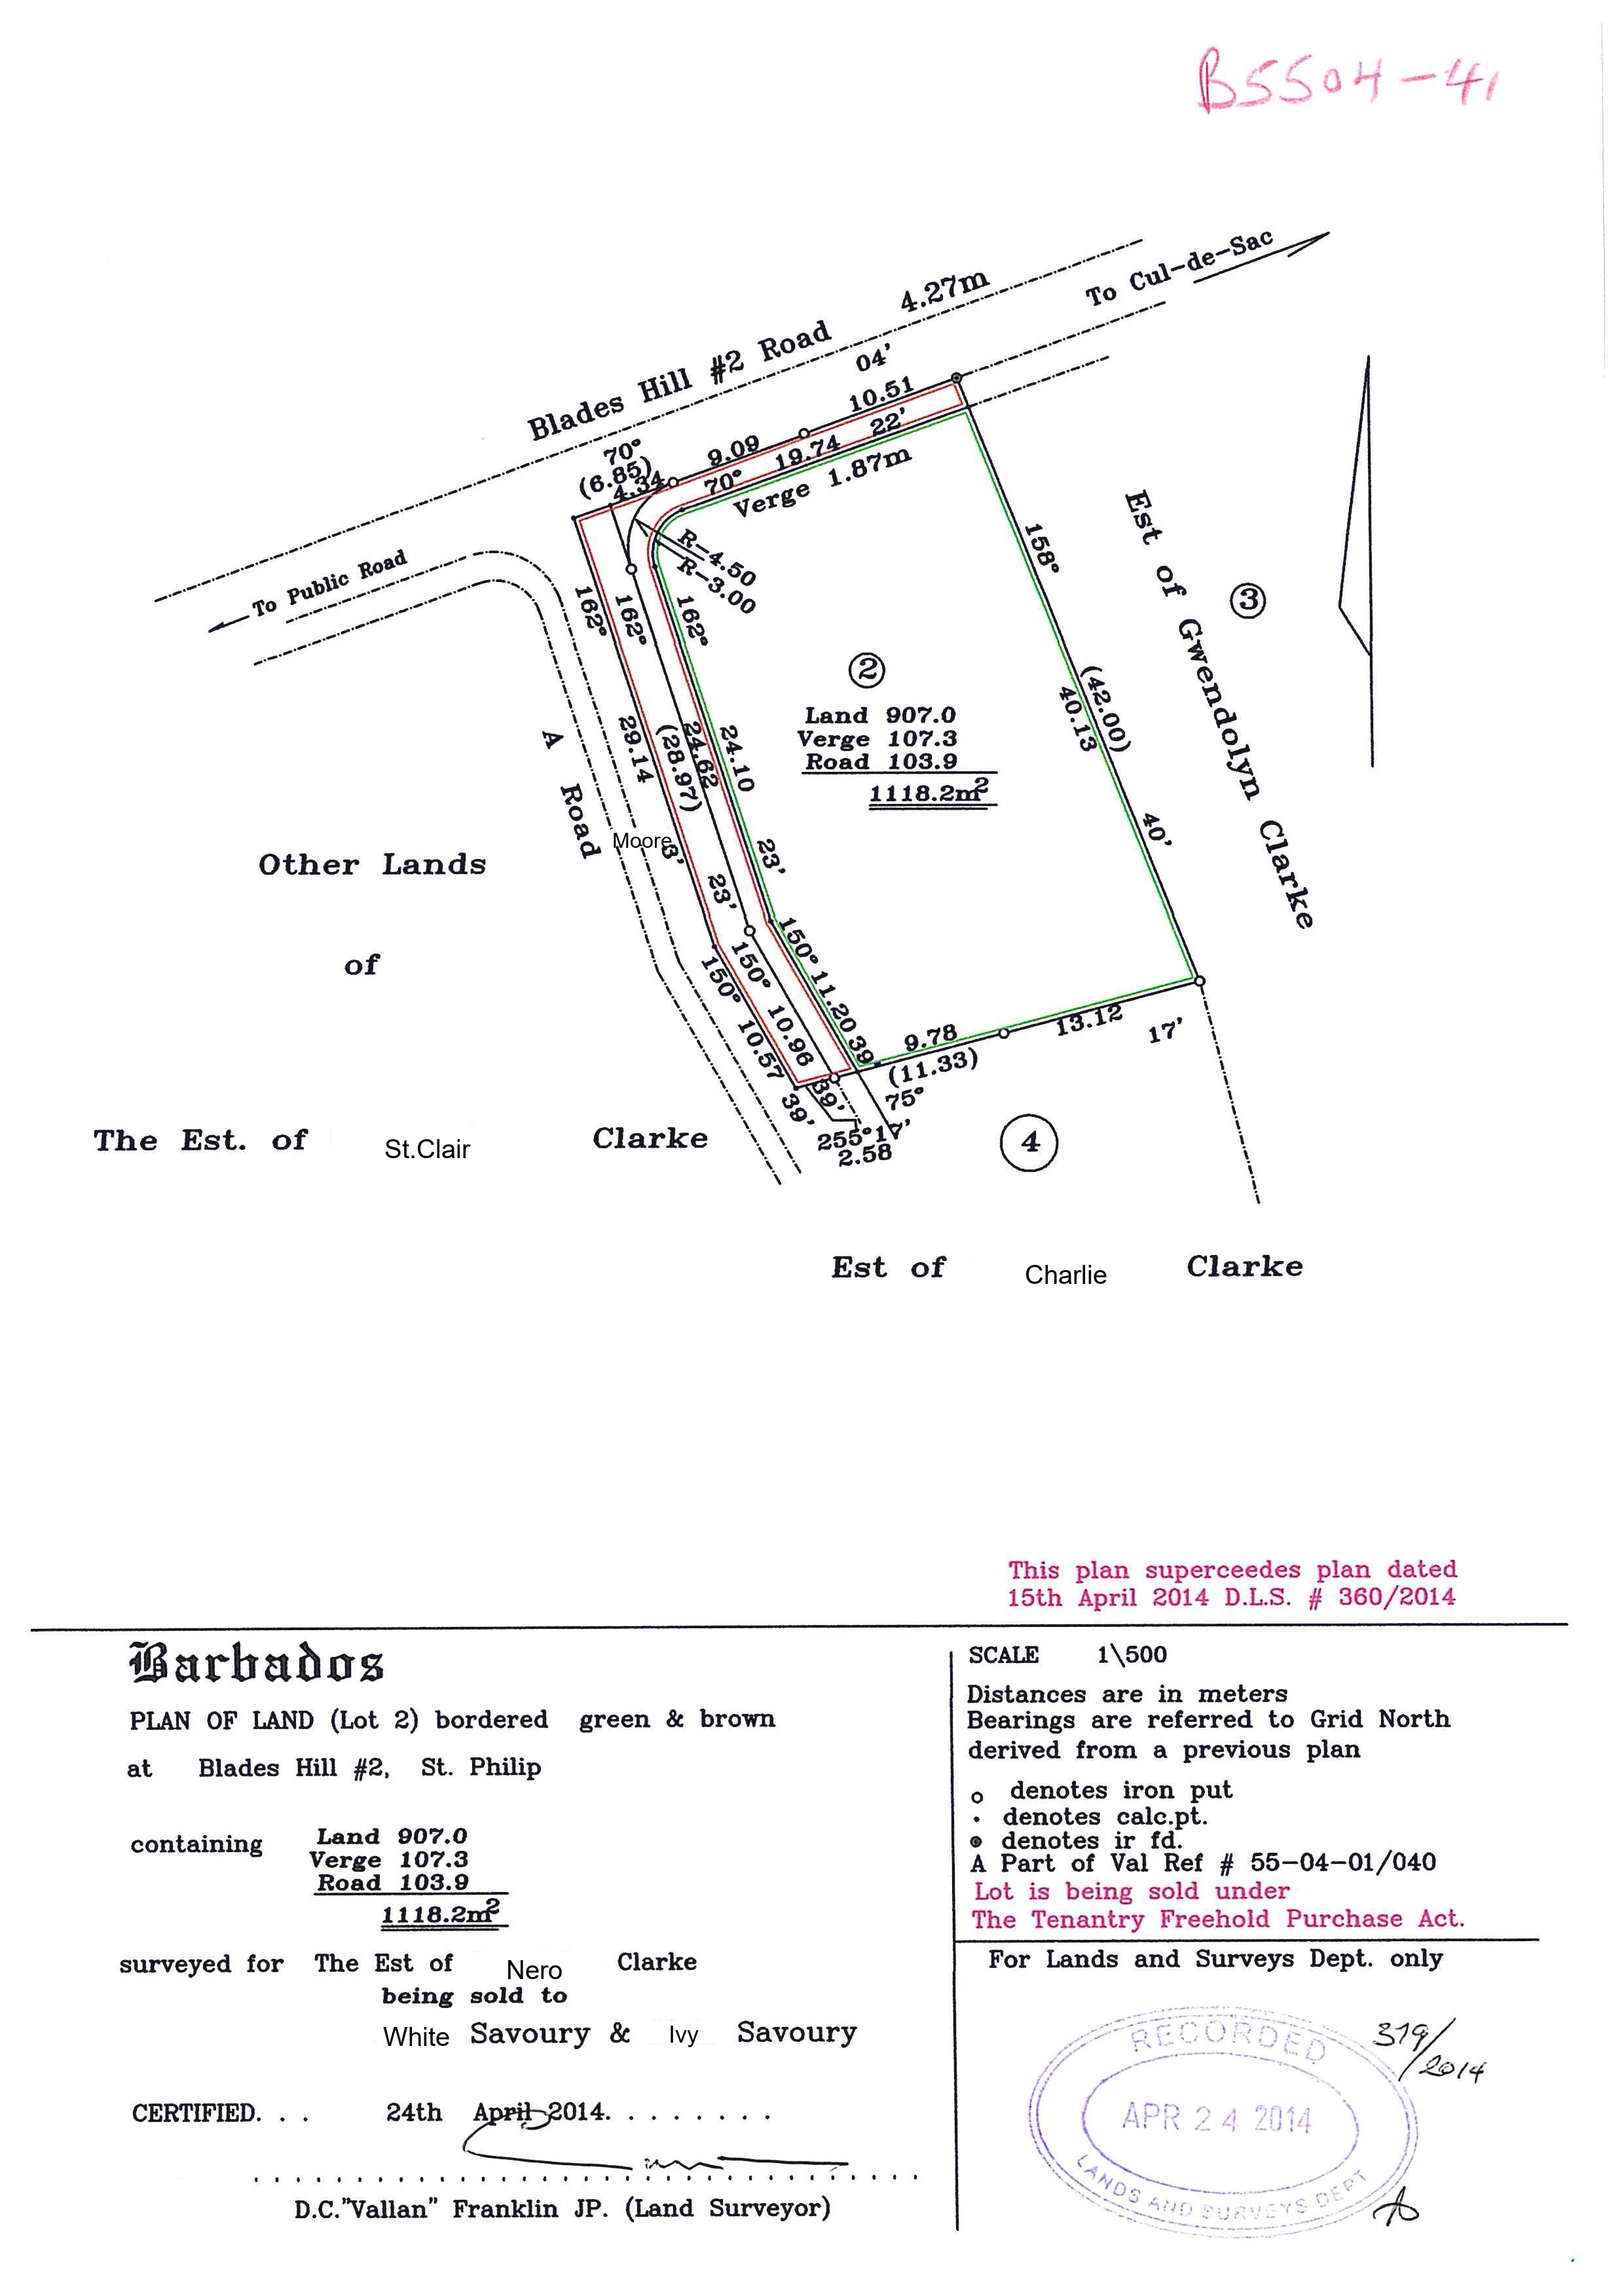 B5504-41
To Cul-de-Sac
4.27m
Blades Hill #2 Road
04'
10.51
9.09
70°
(6.85)
4.34
22'
19.74
70°
Verge 1.87m
R-4.50
R-3.00
To Public Road
158°
Est of Gwendolyn Clarke
3
162°
162°
162°
2
Land 907.0
Verge 107.3
Road 103.9
1118.2m²
(42.00)
40.13
40'
A Road
29.14
(28.97)
24.62
24.10
Moore
3'
23'
23'
Other Lands
of
The Est. of St.Clair Clarke
150°
10.57
39'
150°
10.96
39'
150°
11.20
39'
9.78
(11.33)
13.12
17'
75°
255°17'
2.58
4
Est of Charlie Clarke
This plan superceedes plan dated
15th April 2014 D.L.S. # 360/2014
Barbados
PLAN OF LAND (Lot 2) bordered green & brown
at Blades Hill #2, St. Philip
containing
Land 907.0
Verge 107.3
Road 103.9
1118.2m²
surveyed for The Est of Nero Clarke
being sold to
White Savoury & Ivy Savoury
CERTIFIED. . . 24th April 2014. . . . . . . .
D.C."Vallan" Franklin JP. (Land Surveyor)
SCALE 1\500
Distances are in meters
Bearings are referred to Grid North
derived from a previous plan
denotes iron put
denotes calc.pt.
denotes ir fd.
A Part of Val Ref # 55-04-01/040
Lot is being sold under
The Tenantry Freehold Purchase Act.
For Lands and Surveys Dept. only
RECORDED
APR 24 2014
LANDS AND SURVEYS DEPT
379/2014